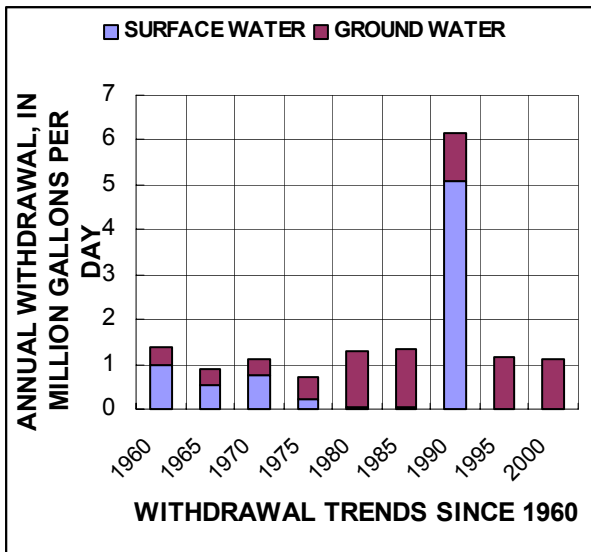 SURFACE WATER GROUND WATER
ANNUAL WITHDRAWAL, IN
MILLION GALLONS PER
DAY
7
6
5
4
3
2
1
0
1960 1965 1970 1975 1980 1985 1990 1995 2000
WITHDRAWAL TRENDS SINCE 1960